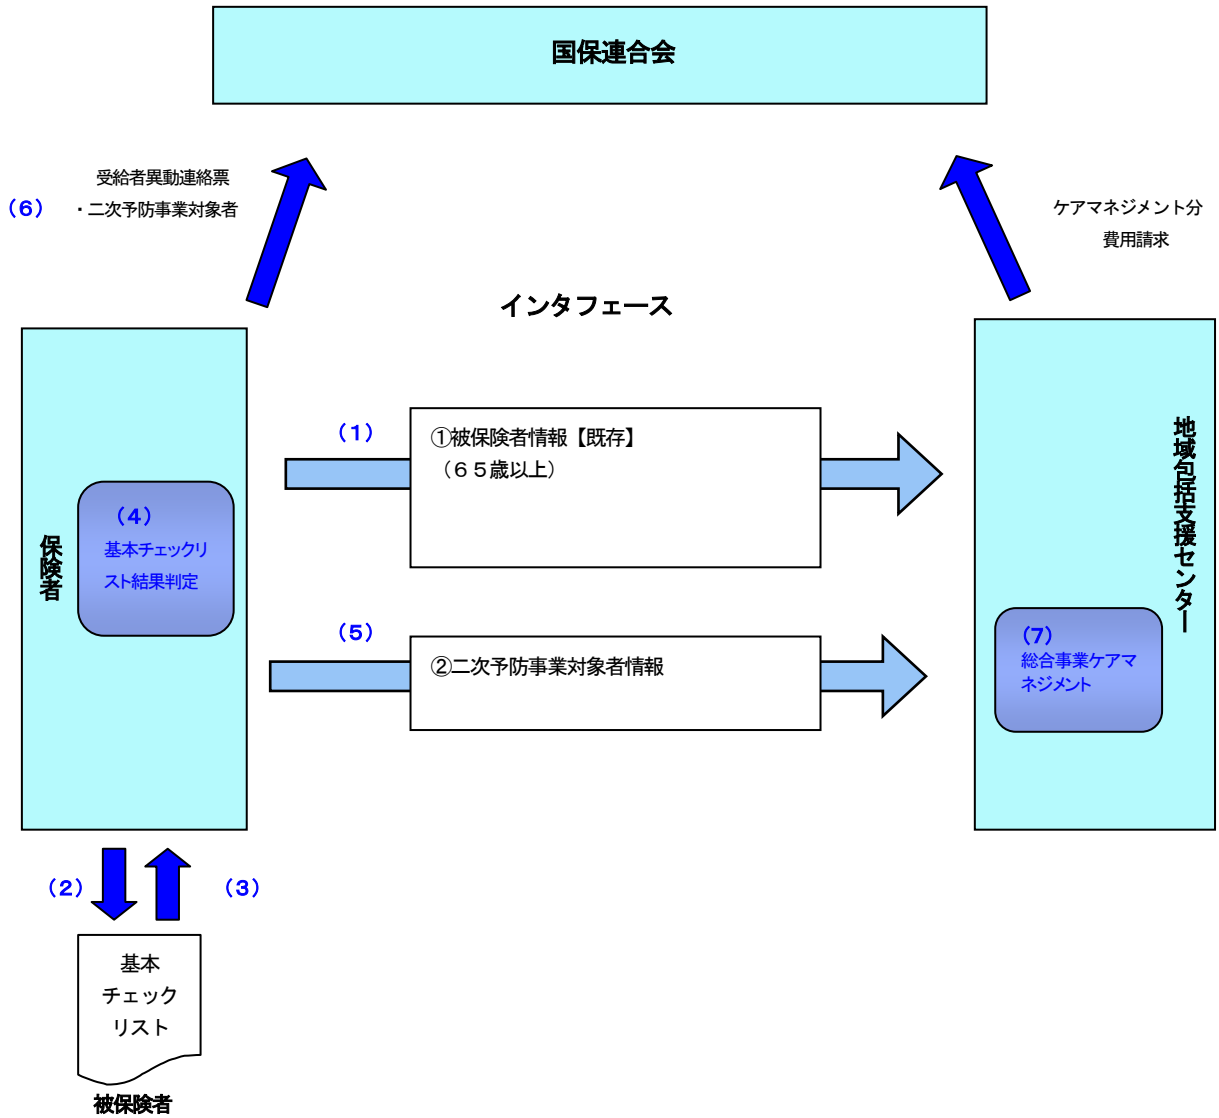 国保連合会
受給者異動連絡票
(6)
・二次予防事業対象者
ケアマネジメント分
費用請求
インタフェース
(1)
①被保険者情報【既存】
（６５歳以上）
保険者
(4)
基本チェックリ
スト結果判定
地域包括支援センター
(5)
②二次予防事業対象者情報
(7)
総合事業ケアマ
ネジメント
(2)
(3)
基本
チェック
リスト
被保険者